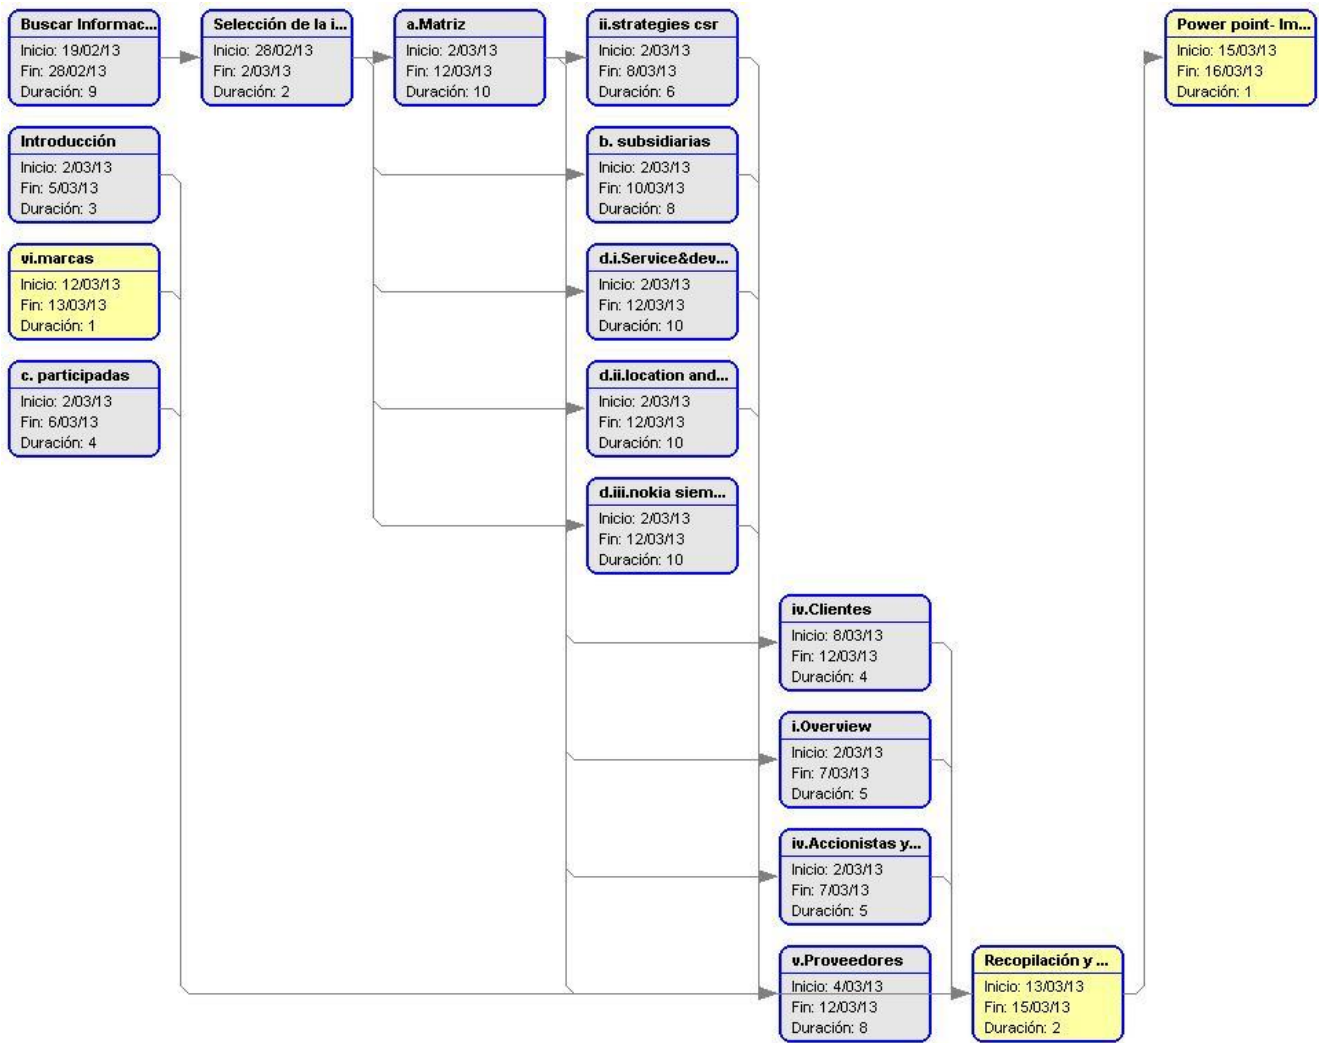 Buscar Informac...
Inicio: 19/02/13
Fin: 28/02/13
Duración: 9
Selección de la i...
Inicio: 28/02/13
Fin: 2/03/13
Duración: 2
a.Matriz
Inicio: 2/03/13
Fin: 12/03/13
Duración: 10
ii.strategies csr
Inicio: 2/03/13
Fin: 8/03/13
Duración: 6
Power point- Im...
Inicio: 15/03/13
Fin: 16/03/13
Duración: 1
Introducción
Inicio: 2/03/13
Fin: 5/03/13
Duración: 3
b. subsidiarias
Inicio: 2/03/13
Fin: 10/03/13
Duración: 8
vi.marcas
Inicio: 12/03/13
Fin: 13/03/13
Duración: 1
d.i.Service&dev...
Inicio: 2/03/13
Fin: 12/03/13
Duración: 10
c. participadas
Inicio: 2/03/13
Fin: 6/03/13
Duración: 4
d.ii.location and...
Inicio: 2/03/13
Fin: 12/03/13
Duración: 10
d.iii.nokia siem...
Inicio: 2/03/13
Fin: 12/03/13
Duración: 10
iv.Clientes
Inicio: 8/03/13
Fin: 12/03/13
Duración: 4
i.Overview
Inicio: 2/03/13
Fin: 7/03/13
Duración: 5
iv.Accionistas y...
Inicio: 2/03/13
Fin: 7/03/13
Duración: 5
v.Proveedores
Inicio: 4/03/13
Fin: 12/03/13
Duración: 8
Recopilación y ...
Inicio: 13/03/13
Fin: 15/03/13
Duración: 2